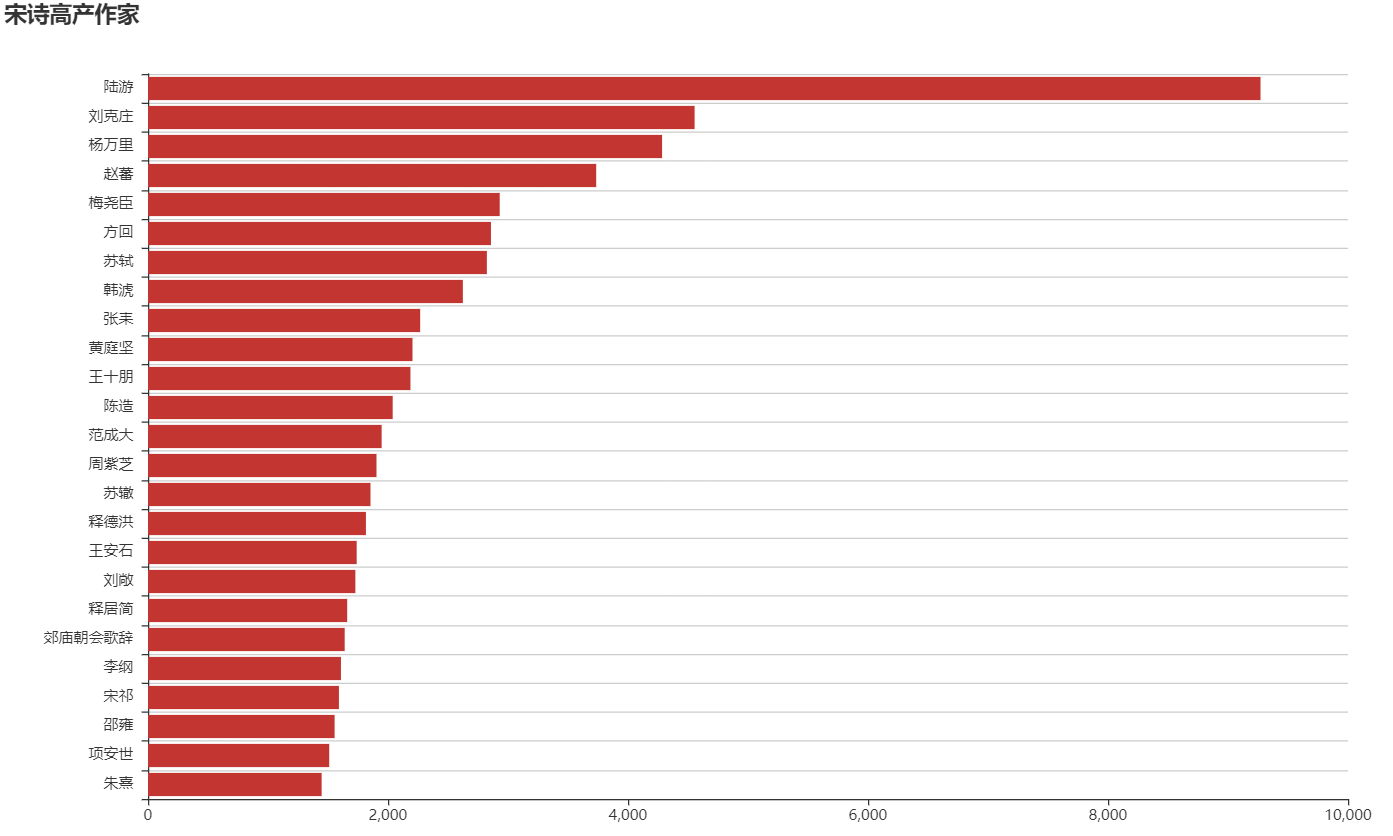 宋诗高产作家
陆游
刘克庄
杨万里
赵蕃
梅尧臣
方回
苏轼
韩淲
张耒
黄庭坚
王十朋
陈造
范成大
周紫芝
苏辙
释德洪
王安石
刘敞
释居简
郊庙朝会歌辞
李纲
宋祁
邵雍
项安世
朱熹
0 2,000 4,000 6,000 8,000 10,000